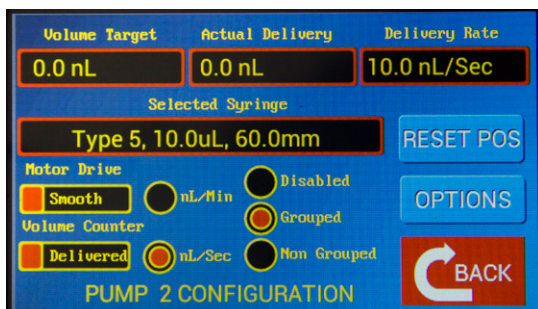 Volume Target Actual Delivery Delivery Rate
0.0 nL 0.0 nL 10.0 nL/Sec
Selected Syringe
Type 5, 10.0uL, 60.0mm RESET POS
Motor Drive Disabled
Smooth nL/Min OPTIONS
Grouped
Volume Counter
Delivered nL/Sec Non Grouped
BACK
PUMP 2 CONFIGURATION